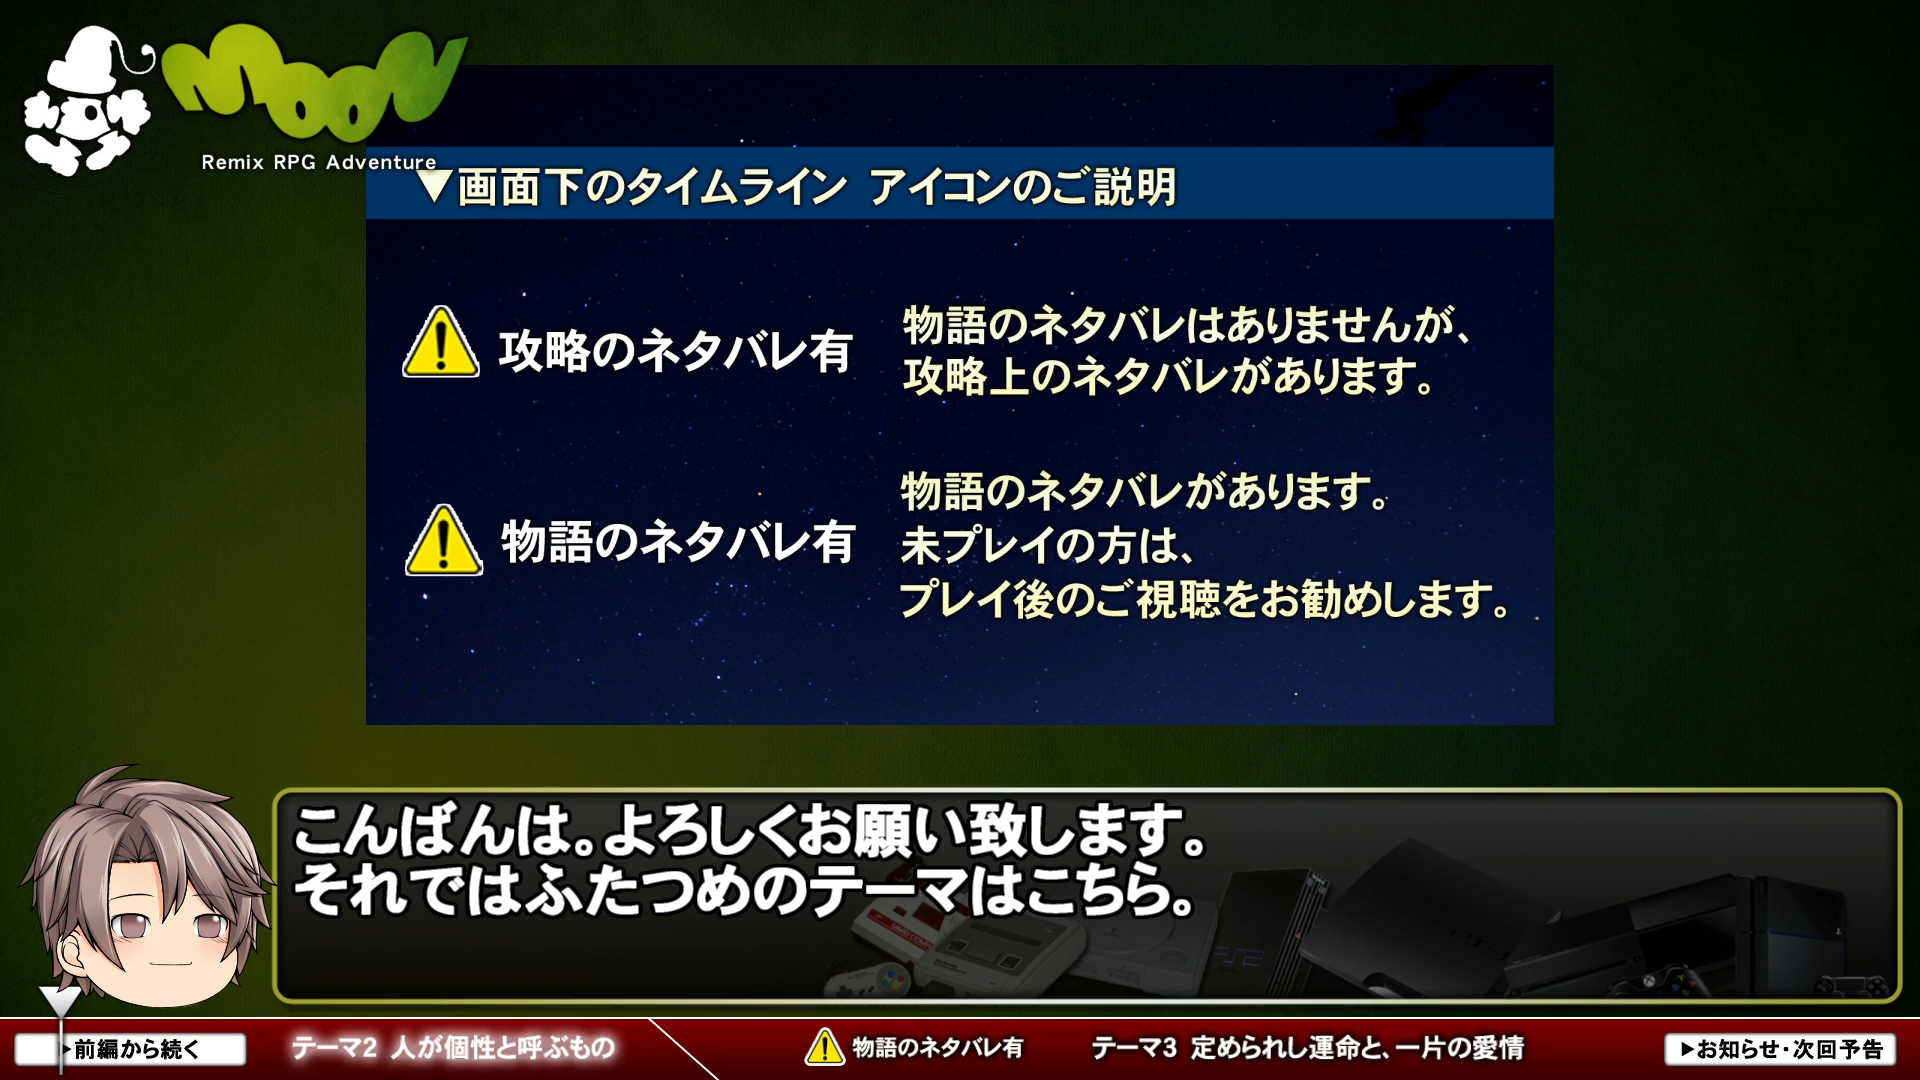 moon
Remix RPG Adventure
▼画面下のタイムライン アイコンのご説明
攻略のネタバレ有
物語のネタバレはありませんが、
攻略上のネタバレがあります。
物語のネタバレ有
物語のネタバレがあります。
未プレイの方は、
プレイ後のご視聴をお勧めします。
こんばんは。よろしくお願い致します。
それではふたつめのテーマはこちら。
▶前編から続く
テーマ2 人が個性と呼ぶもの
物語のネタバレ有
テーマ3 定められし運命と、一片の愛情
▶お知らせ・次回予告